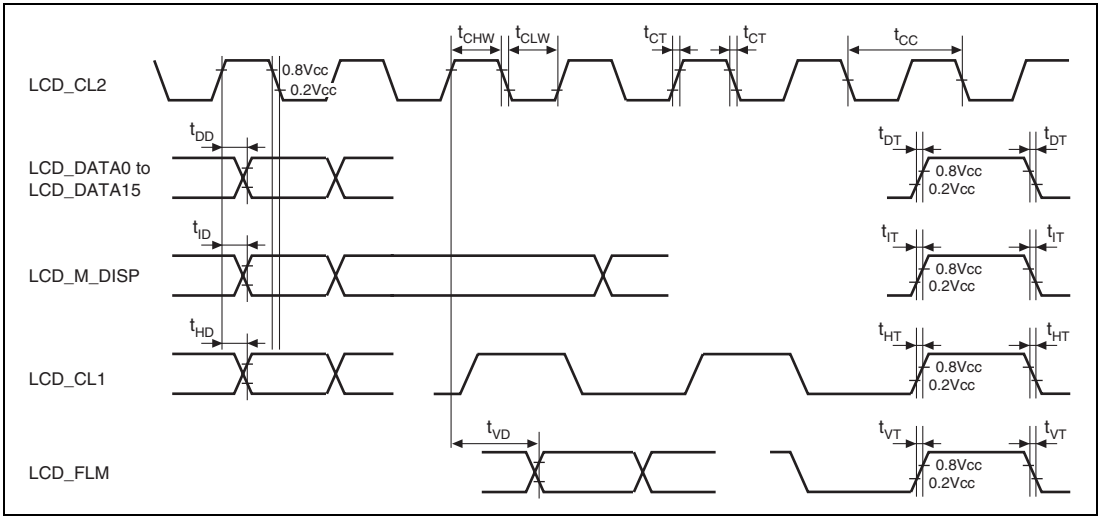 tCHW tCLW tCT tCT tCC
LCD_CL2
0.8Vcc
0.2Vcc
tDD tDT tDT
LCD_DATA0 to
LCD_DATA15
0.8Vcc
0.2Vcc
tID tIT tIT
LCD_M_DISP
0.8Vcc
0.2Vcc
tHD tHT tHT
LCD_CL1
0.8Vcc
0.2Vcc
tVD tVT tVT
LCD_FLM
0.8Vcc
0.2Vcc